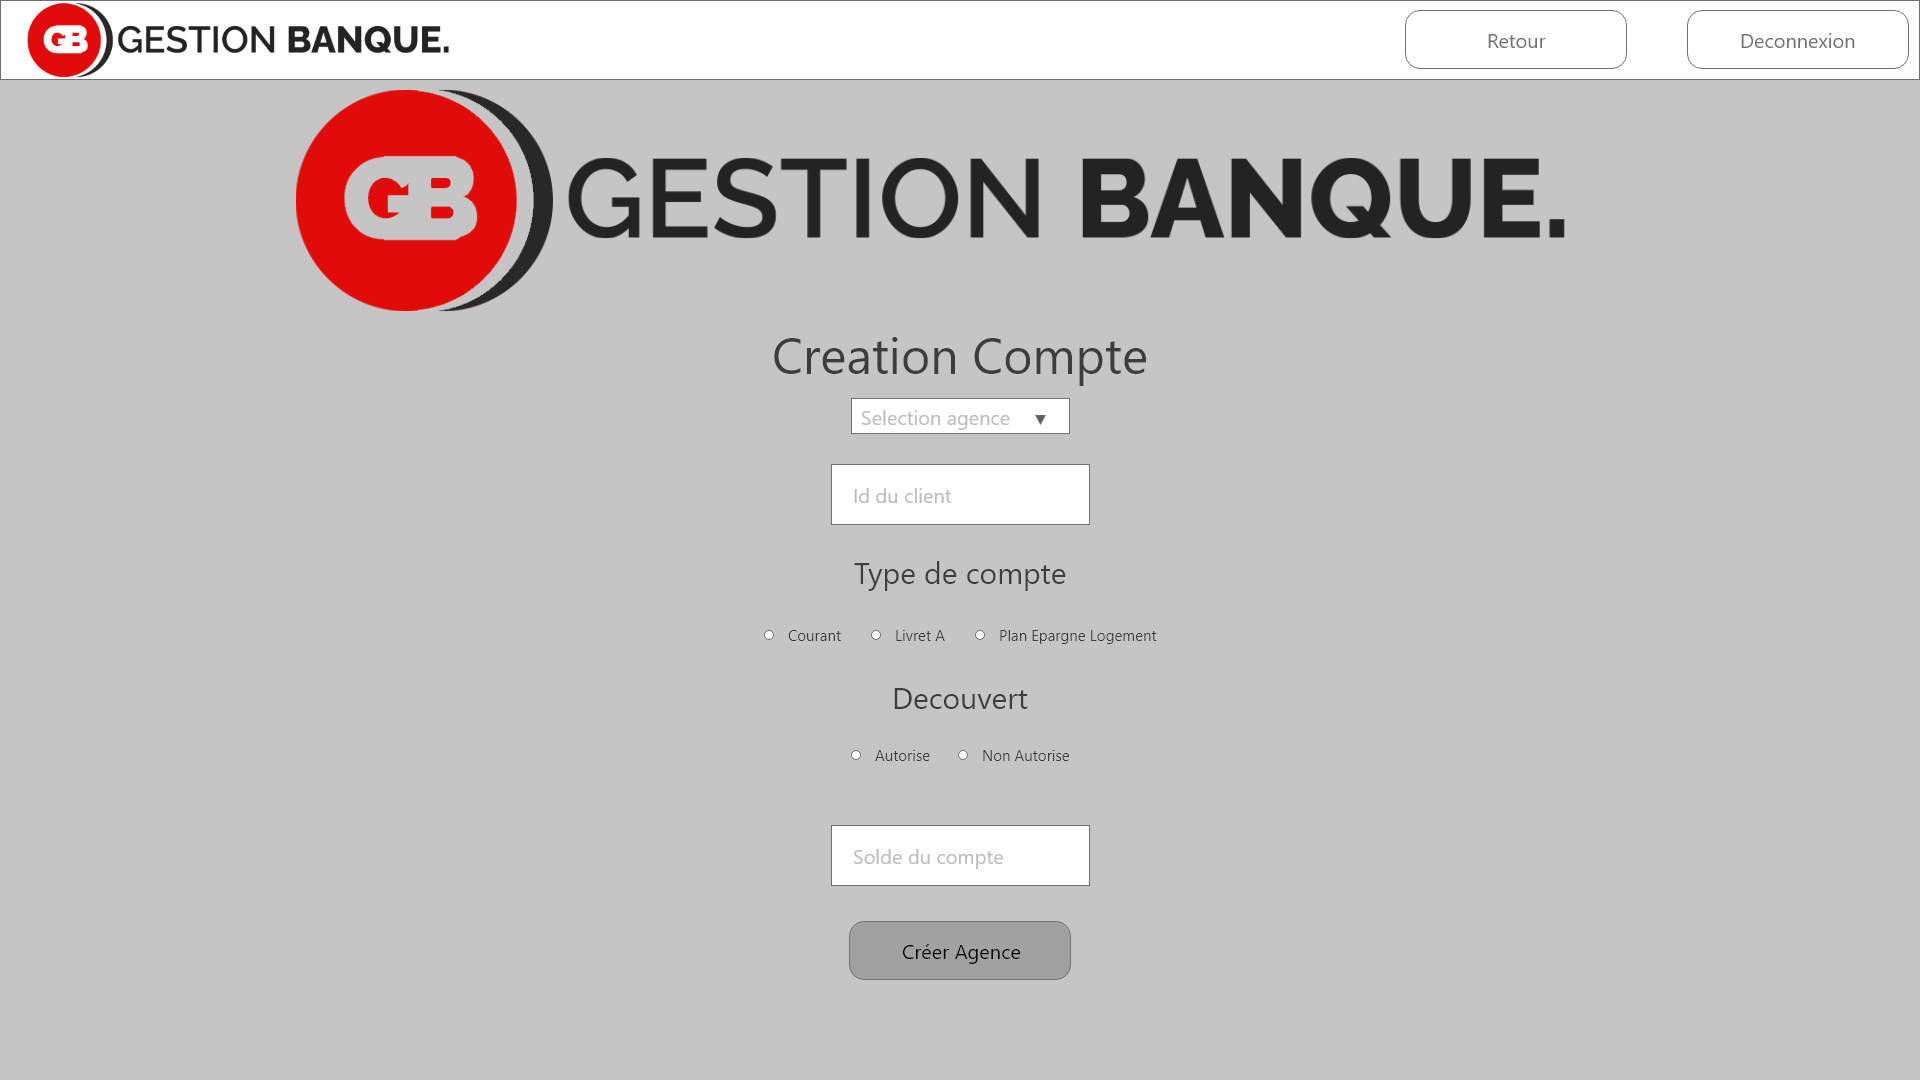 GB GESTION BANQUE.
Retour
Deconnexion
GB GESTION BANQUE.
Creation Compte
Selection agence ▼
Id du client
Type de compte
Courant Livret A Plan Epargne Logement
Decouvert
Autorise Non Autorise
Solde du compte
Créer Agence